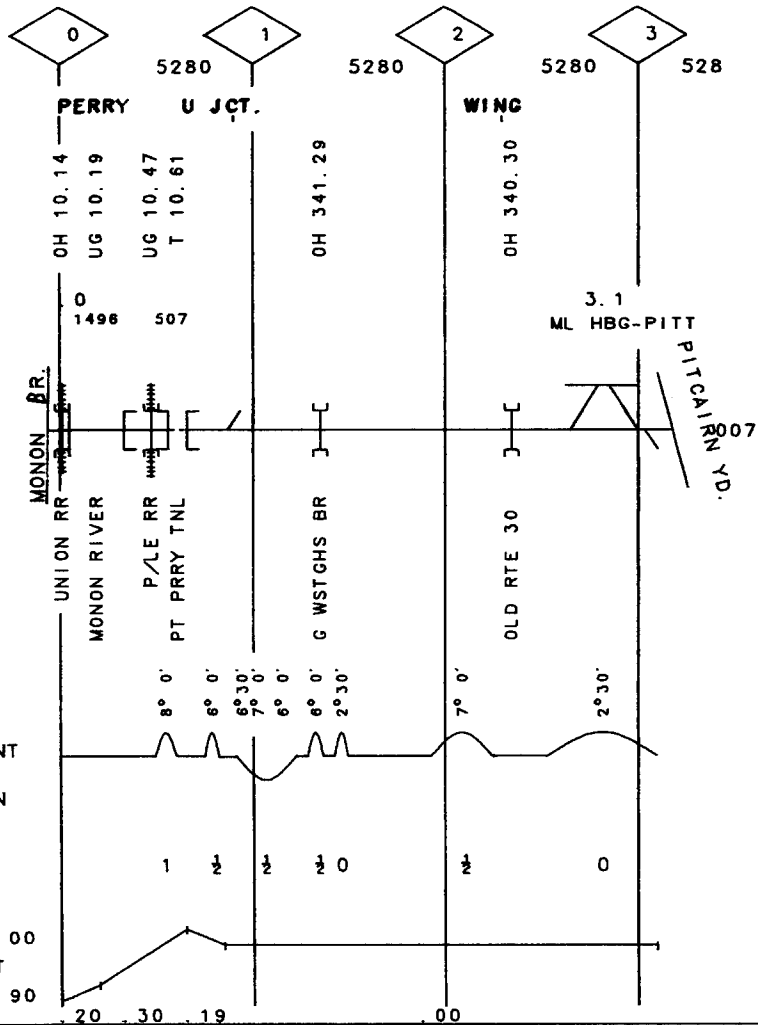 0 1 2 3
5280 5280 5280 528
PERRY U JCT. WING
OH 10.14
UG 10.19
UG 10.47
T 10.61
OH 341.29
OH 340.30
0
1496 507
3.1
ML HBG-PITT
MONON BR.
PITCAIRN YD.
007
UNION RR
MONON RIVER
P/LE RR
PT PRRY TNL
G WSTGHS BR
OLD RTE 30
8° 0'
6° 0'
6°30'
7° 0'
6° 0'
6° 0'
2°30'
7° 0'
2°30'
NT
N
1 ½ ½ ½ 0 ½ 0
00
T
90
.20 .30 .19 .00